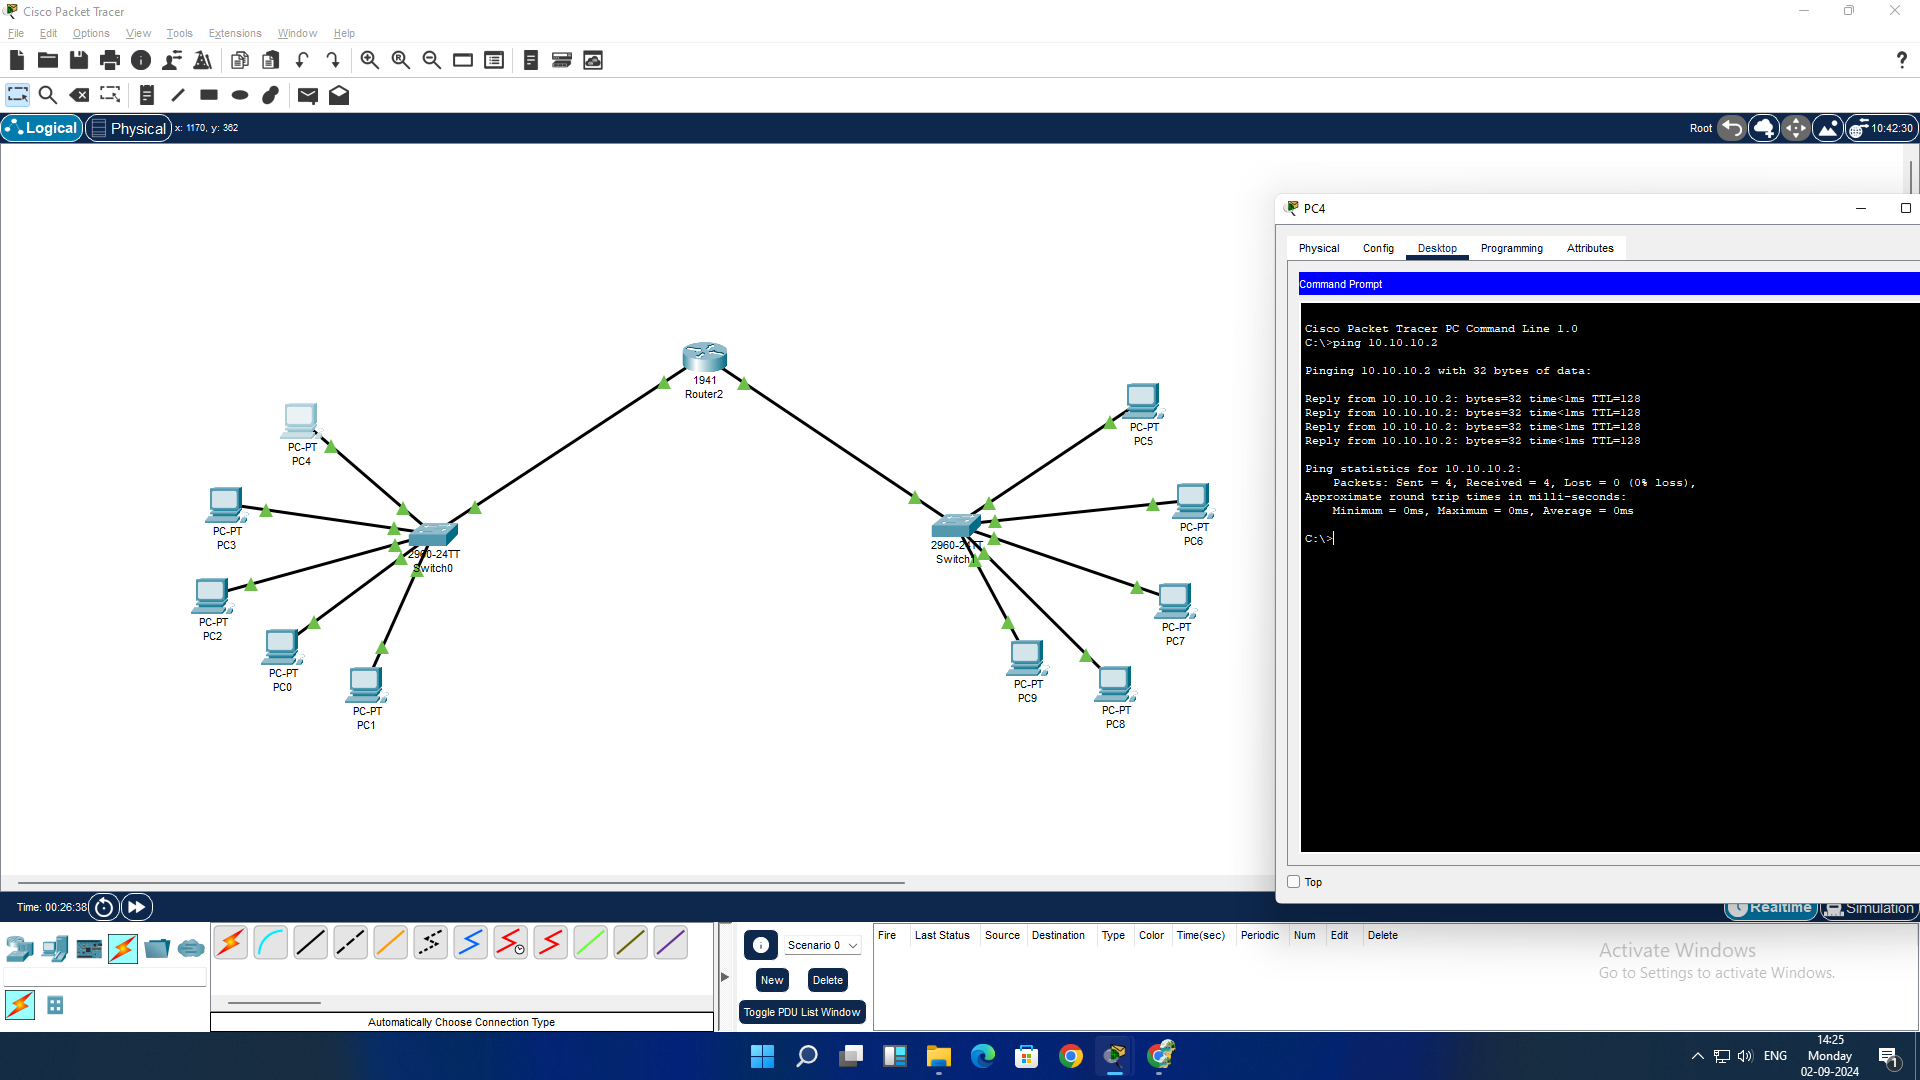 Cisco Packet Tracer
File Edit Options View Tools Extensions Window Help
?
Logical Physical x: 1170, y: 362
Root 10:42:30
PC4
Physical Config Desktop Programming Attributes
Command Prompt
Cisco Packet Tracer PC Command Line 1.0
C:\>ping 10.10.10.2
Pinging 10.10.10.2 with 32 bytes of data:
Reply from 10.10.10.2: bytes=32 time<1ms TTL=128
Reply from 10.10.10.2: bytes=32 time<1ms TTL=128
Reply from 10.10.10.2: bytes=32 time<1ms TTL=128
Reply from 10.10.10.2: bytes=32 time<1ms TTL=128
Ping statistics for 10.10.10.2:
Packets: Sent = 4, Received = 4, Lost = 0 (0% loss),
Approximate round trip times in milli-seconds:
Minimum = 0ms, Maximum = 0ms, Average = 0ms
C:\>
Top
1941
Router2
PC-PT
PC4
PC-PT
PC3
PC-PT
PC2
PC-PT
PC0
PC-PT
PC1
2960-24TT
Switch0
2960-24TT
Switch1
PC-PT
PC5
PC-PT
PC6
PC-PT
PC7
PC-PT
PC9
PC-PT
PC8
Time: 00:26:38
Realtime Simulation
Scenario 0
New Delete
Toggle PDU List Window
Fire Last Status Source Destination Type Color Time(sec) Periodic Num Edit Delete
Automatically Choose Connection Type
Activate Windows
Go to Settings to activate Windows.
ENG
14:25
Monday
02-09-2024
1